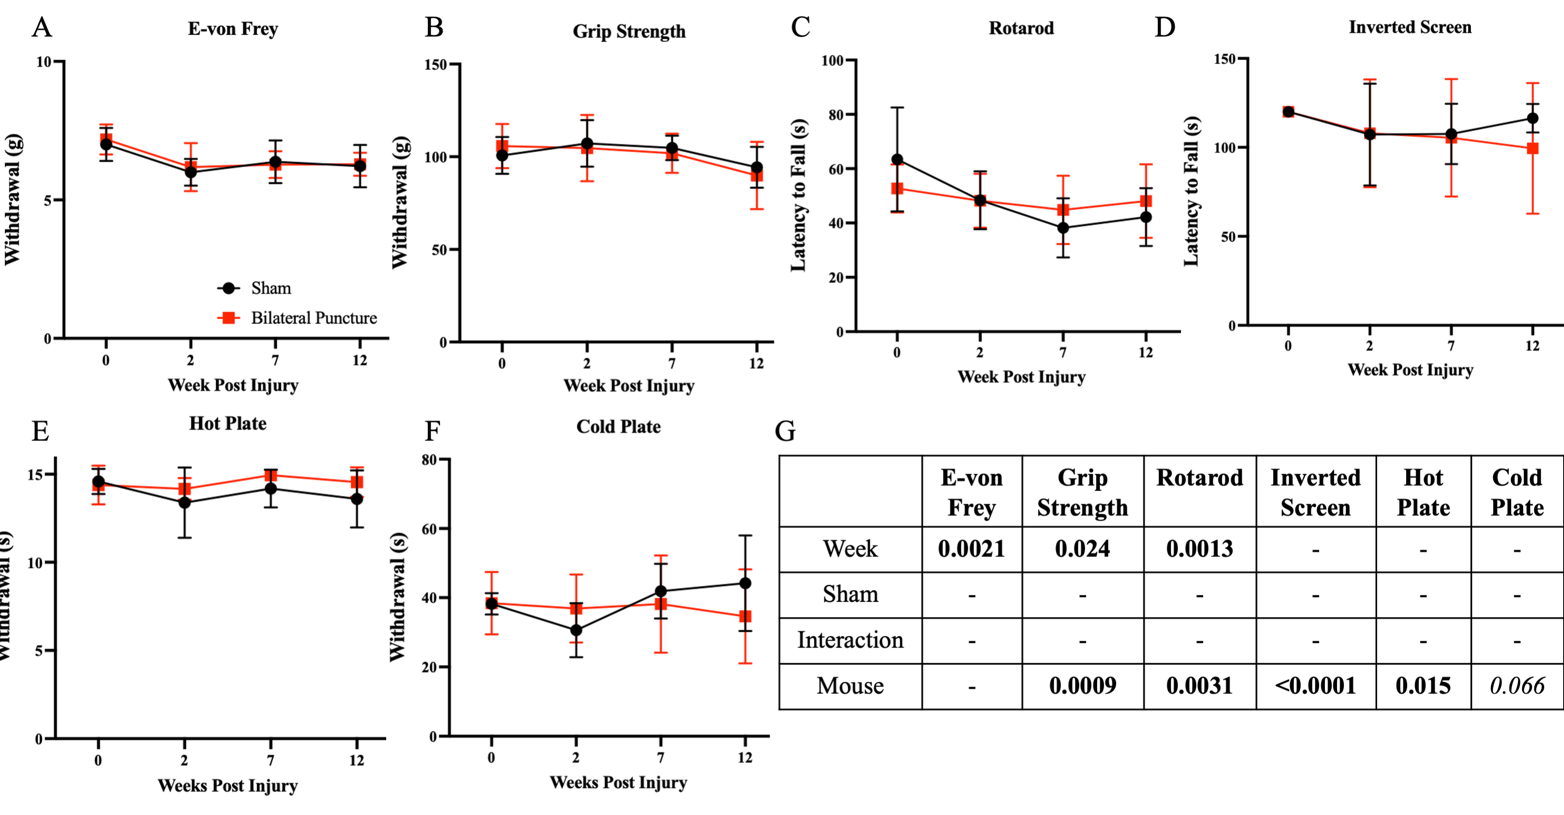 A
E-von Frey
10
5
0
Withdrawal (g)
Sham
Bilateral Puncture
0 2 7 12
Week Post Injury
B
Grip Strength
150
100
50
0
Withdrawal (g)
0 2 7 12
Week Post Injury
C
Rotarod
100
80
60
40
20
0
Latency to Fall (s)
0 2 7 12
Week Post Injury
D
Inverted Screen
150
100
50
0
Latency to Fall (s)
0 2 7 12
Week Post Injury
E
Hot Plate
15
10
5
0
Withdrawal (s)
0 2 7 12
Weeks Post Injury
F
Cold Plate
80
60
40
20
0
Withdrawal (s)
0 2 7 12
Weeks Post Injury
G
E-von Grip Rotarod Inverted Hot Cold
Frey Strength Screen Plate Plate
Week 0.0021 0.024 0.0013 - - -
Sham - - - - - -
Interaction - - - - - -
Mouse - 0.0009 0.0031 <0.0001 0.015 0.066